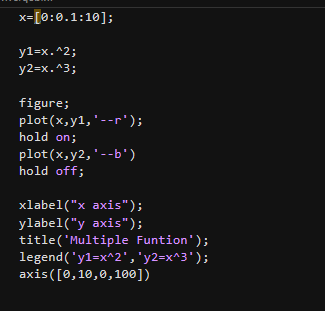 x=[0:0.1:10];
y1=x.^2;
y2=x.^3;
figure;
plot(x,y1,'--r');
hold on;
plot(x,y2,'--b')
hold off;
xlabel("x axis");
ylabel("y axis");
title('Multiple Funtion');
legend('y1=x^2','y2=x^3');
axis([0,10,0,100])